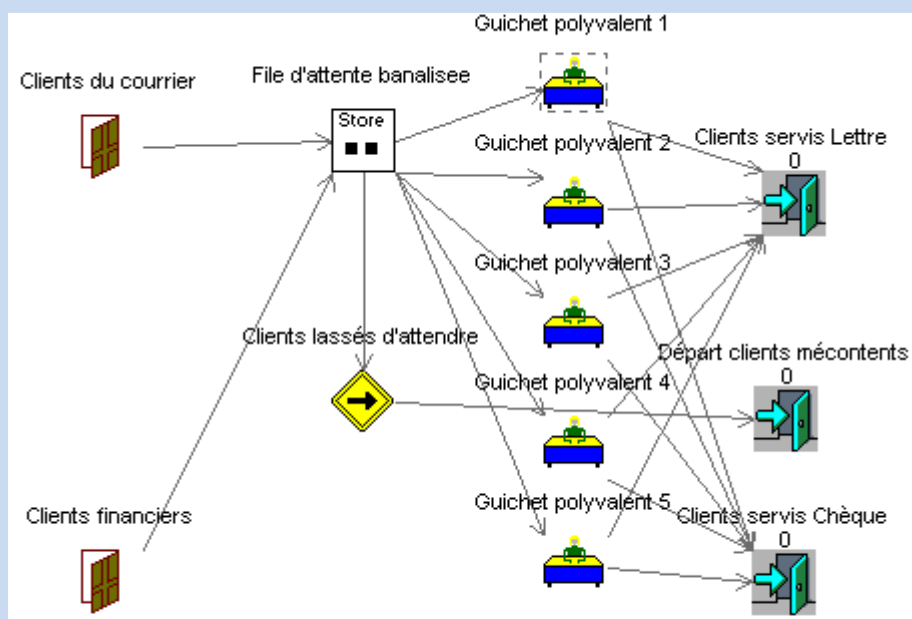 Guichet polyvalent 1
Clients du courrier
File d'attente banalisee
Store
Guichet polyvalent 2
Clients servis Lettre
0
Guichet polyvalent 3
Clients lassés d'attendre
Départ clients mécontents
0
Guichet polyvalent 4
Clients financiers
Guichet polyvalent 5
Clients servis Chèque
0